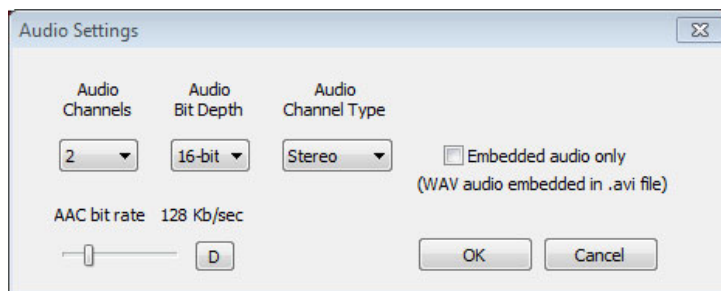 Audio Settings
Audio Channels
Audio Bit Depth
Audio Channel Type
2
16-bit
Stereo
Embedded audio only
(WAV audio embedded in .avi file)
AAC bit rate 128 Kb/sec
D
OK
Cancel